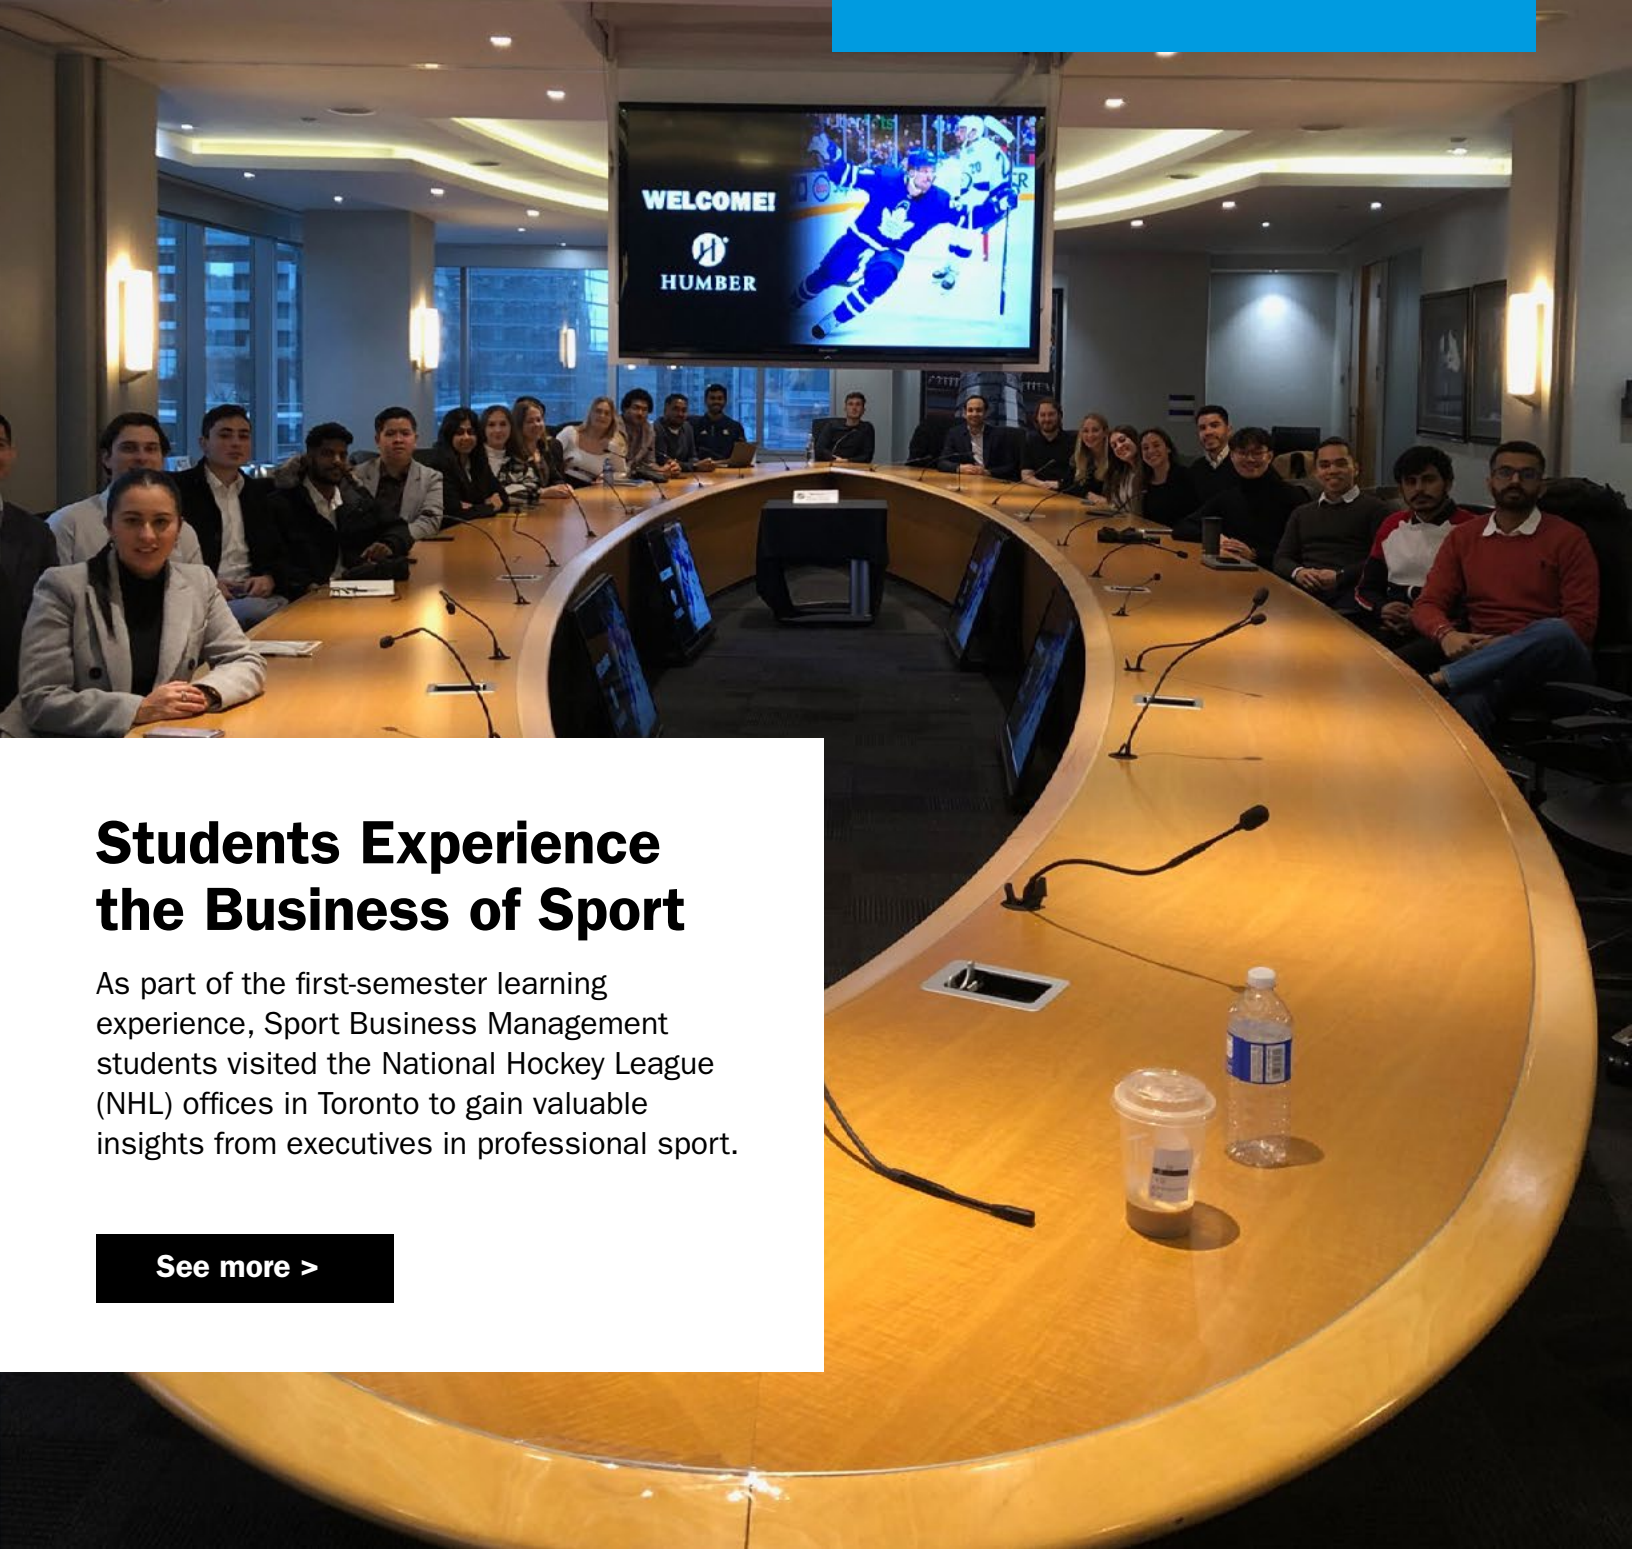 WELCOME!
HUMBER
Students Experience
the Business of Sport
As part of the first-semester learning
experience, Sport Business Management
students visited the National Hockey League
(NHL) offices in Toronto to gain valuable
insights from executives in professional sport.
See more >